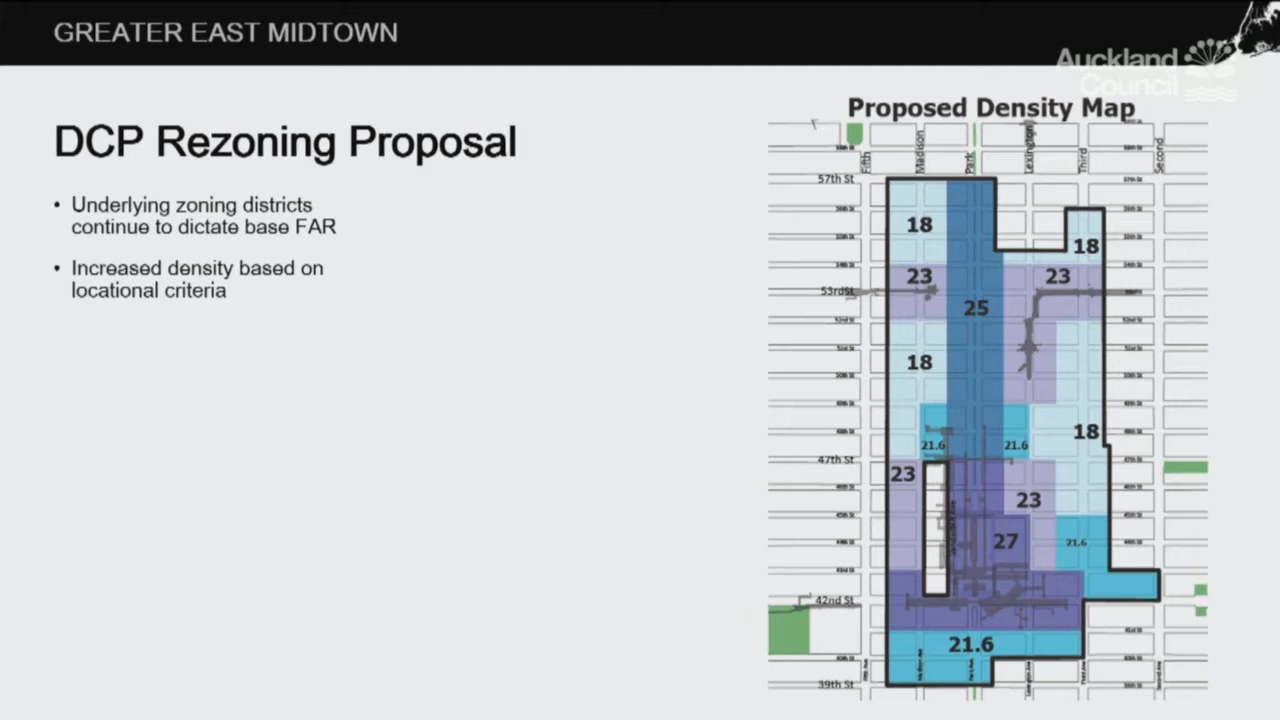 GREATER EAST MIDTOWN
Auckland
Council
DCP Rezoning Proposal
• Underlying zoning districts
continue to dictate base FAR
• Increased density based on
locational criteria
Proposed Density Map
Fifth
Madison
Park
Lexington
Third
Second
57th St
18
18
23
23
53rdSt
25
18
18
21.6
21.6
47th St
23
23
27
21.6
42nd St
21.6
39th St